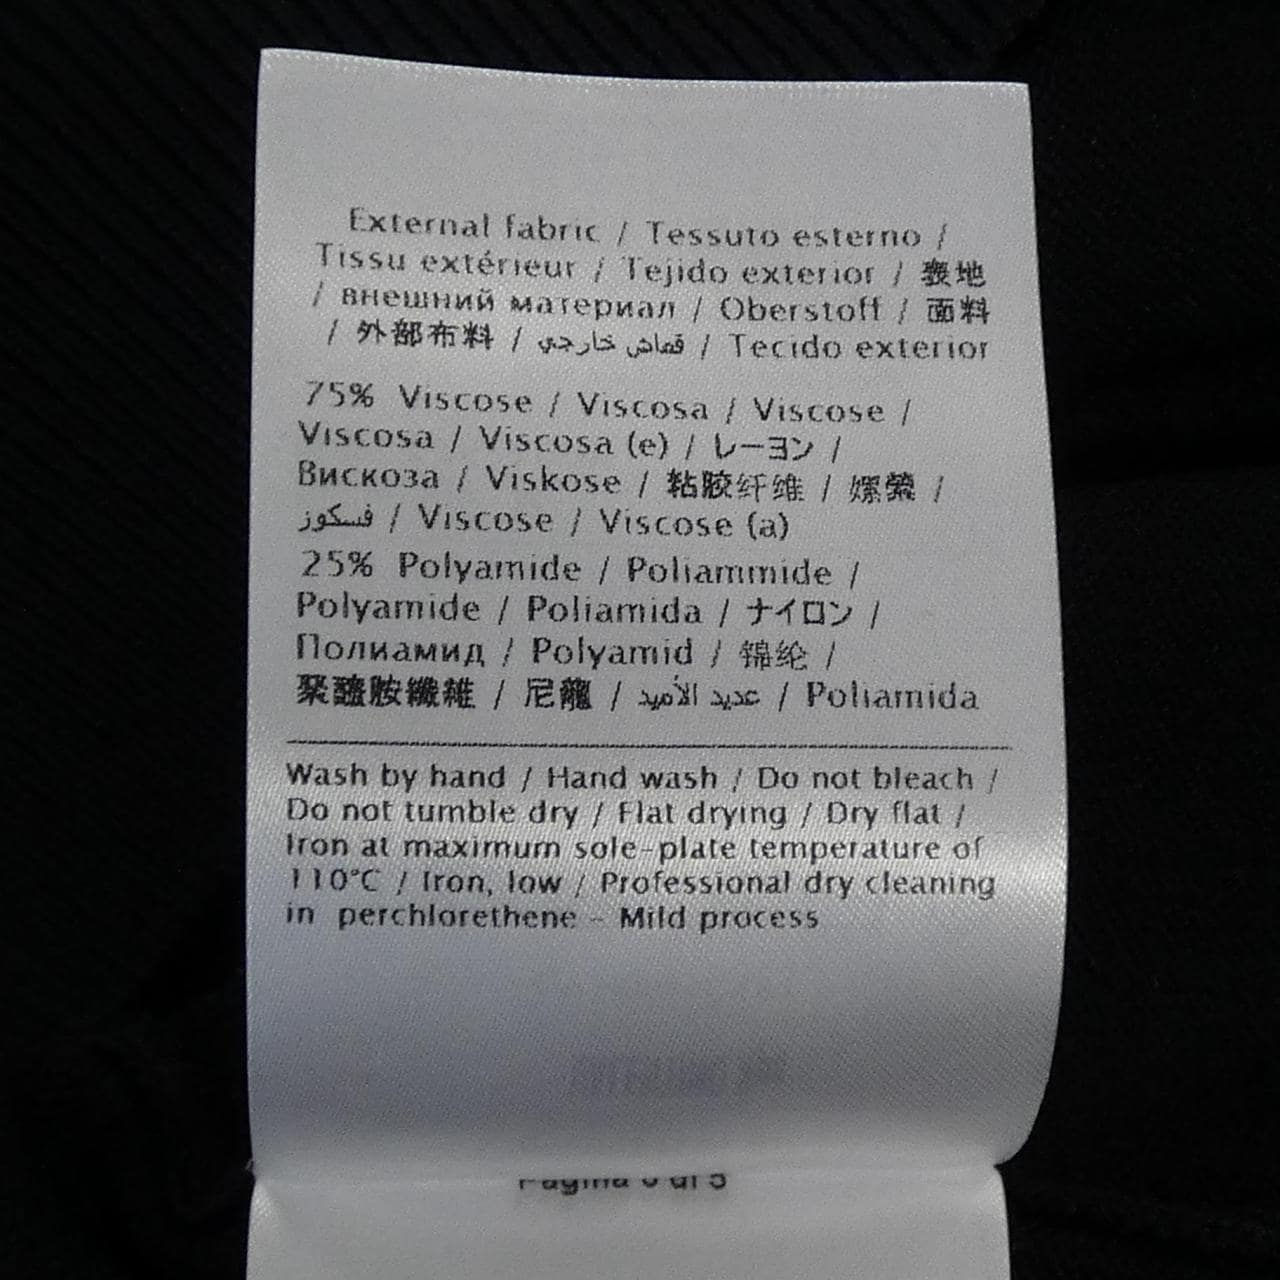 External fabric / Tessuto esterno /
Tissu extérieur / Tejido exterior / 表地
/ внешний материал / Oberstoff / 面料
/ 外部布料 / قماش خارجي / Tecido exterior
75% Viscose / Viscosa / Viscose /
Viscosa / Viscosa (e) / レーヨン /
Вискоза / Viskose / 粘胶纤维 / 嫘縈 /
فسكوز / Viscose / Viscose (a)
25% Polyamide / Poliammide /
Polyamide / Poliamida / ナイロン /
Полиамид / Polyamid / 锦纶 /
聚醯胺纖維 / 尼龍 / عديد الأميد / Poliamida
Wash by hand / Hand wash / Do not bleach /
Do not tumble dry / Flat drying / Dry flat /
Iron at maximum sole-plate temperature of
110°C / Iron, low / Professional dry cleaning
in perchlorethene - Mild process
Pagina di 5